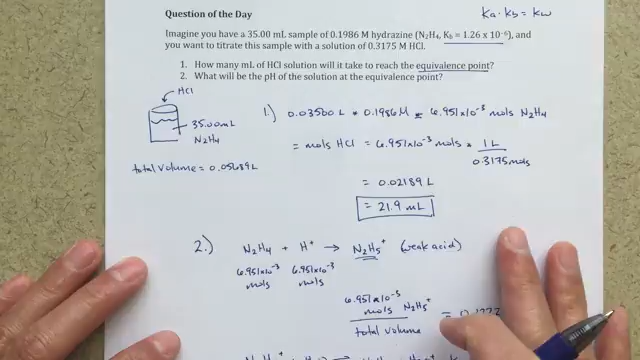 Question of the Day
Ka · Kb = Kw
Imagine you have a 35.00 mL sample of 0.1986 M hydrazine (N2H4, Kb = 1.26 x 10⁻⁶), and
you want to titrate this sample with a solution of 0.3175 M HCl.
1. How many mL of HCl solution will it take to reach the equivalence point?
2. What will be the pH of the solution at the equivalence point?
HCl
35.00mL
N2H4
total volume = 0.05689 L
1.) 0.03500 L * 0.1986 M = 6.951x10⁻³ mols N2H4
= mols HCl = 6.951x10⁻³ mols * 1 L
0.3175 mols
= 0.02189 L
= 21.9 mL
2.) N2H4 + H⁺ → N2H5⁺ (weak acid)
6.951x10⁻³ 6.951x10⁻³
mols mols
6.951x10⁻³
mols N2H5⁺
total volume